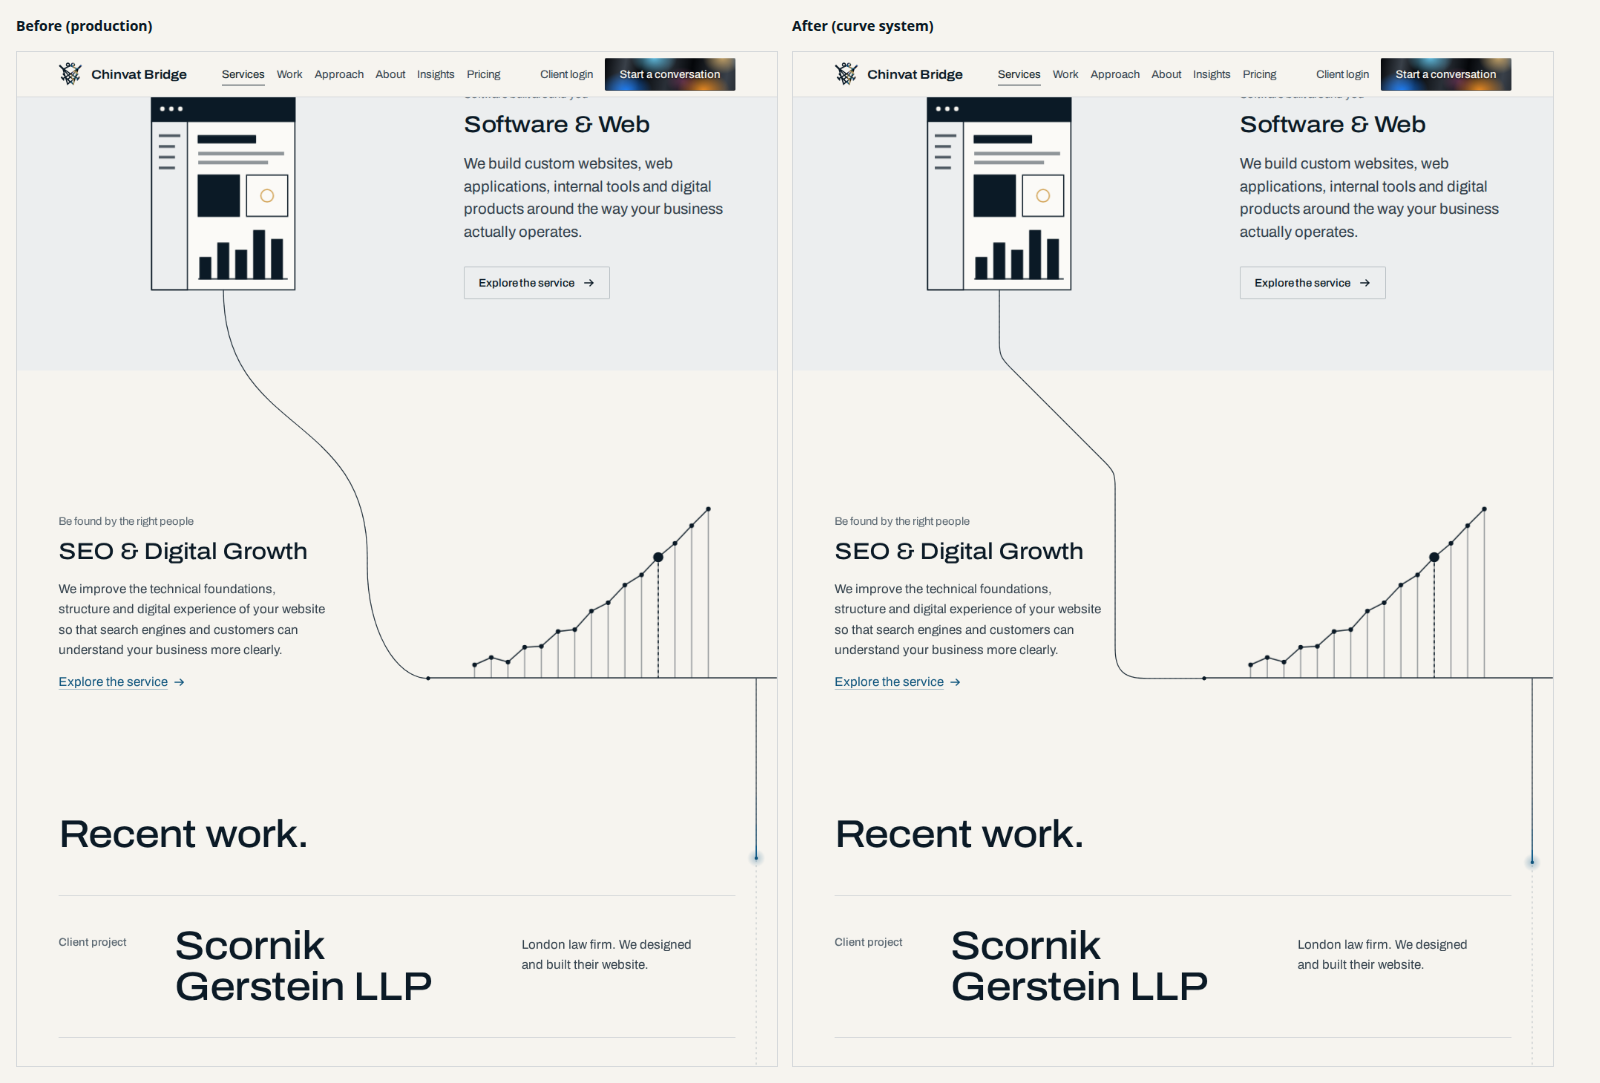 Before (production)
Chinvat Bridge
Services
Work
Approach
About
Insights
Pricing
Client login
Start a conversation
Software & Web
We build custom websites, web
applications, internal tools and digital
products around the way your business
actually operates.
Explore the service →
Be found by the right people
SEO & Digital Growth
We improve the technical foundations,
structure and digital experience of your website
so that search engines and customers can
understand your business more clearly.
Explore the service →
Recent work.
Client project
Scornik
Gerstein LLP
London law firm. We designed
and built their website.
After (curve system)
Chinvat Bridge
Services
Work
Approach
About
Insights
Pricing
Client login
Start a conversation
Software & Web
We build custom websites, web
applications, internal tools and digital
products around the way your business
actually operates.
Explore the service →
Be found by the right people
SEO & Digital Growth
We improve the technical foundations,
structure and digital experience of your website
so that search engines and customers can
understand your business more clearly.
Explore the service →
Recent work.
Client project
Scornik
Gerstein LLP
London law firm. We designed
and built their website.